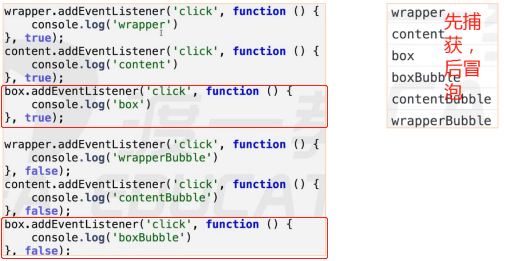 wrapper.addEventListener('click', function () {
    console.log('wrapper')
}, true);
content.addEventListener('click', function () {
    console.log('content')
}, true);
box.addEventListener('click', function () {
    console.log('box')
}, true);
wrapper.addEventListener('click', function () {
    console.log('wrapperBubble')
}, false);
content.addEventListener('click', function () {
    console.log('contentBubble')
}, false);
box.addEventListener('click', function () {
    console.log('boxBubble')
}, false);
wrapper
content
box
boxBubble
contentBubble
wrapperBubble
先捕
获，
后冒
泡